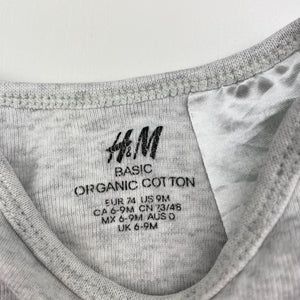 H&M
BASIC
ORGANIC COTTON
EUR 74 US 9M
CA 6-9M CN 73/48
MX 6-9M AUS 0
UK 6-9M